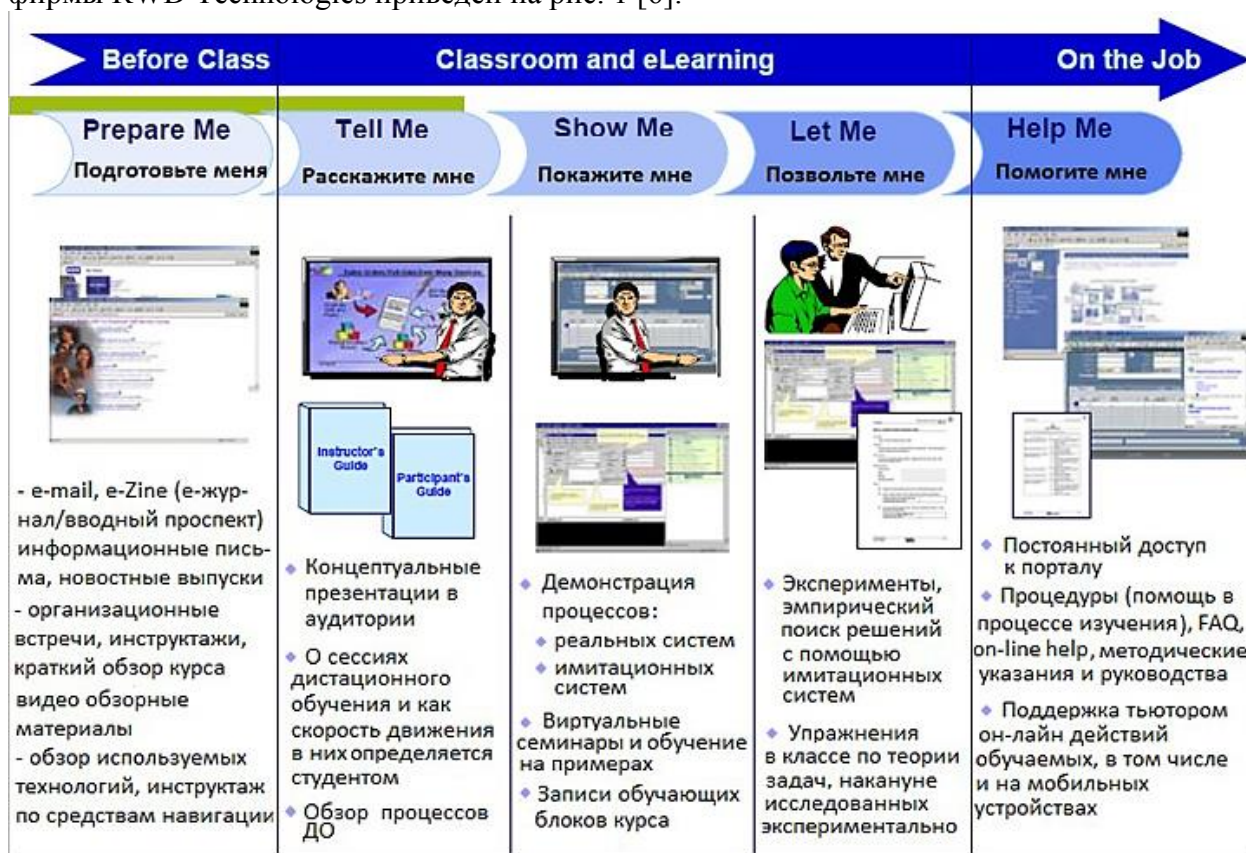 фирмы RWD Technologies приведен на рис. 1 [6].
Before Class
Classroom and eLearning
On the Job
Prepare Me
Подготовьте меня
Tell Me
Расскажите мне
Show Me
Покажите мне
Let Me
Позвольте мне
Help Me
Помогите мне
Instructor's
Guide
Participant's
Guide
- e-mail, e-Zine (е-жур-
нал/вводный проспект)
информационные пись-
ма, новостные выпуски
- организационные
встречи, инструктажи,
краткий обзор курса
видео обзорные
материалы
- обзор используемых
технологий, инструктаж
по средствам навигации
Концептуальные
презентации в
аудитории
О сессиях
дистационного
обучения и как
скорость движения
в них определяется
студентом
Обзор процессов
ДО
Демонстрация
процессов:
реальных систем
имитационных
систем
Виртуальные
семинары и обучение
на примерах
Записи обучающих
блоков курса
Эксперименты,
эмпирический
поиск решений
с помощью
имитационных
систем
Упражнения
в классе по теории
задач, накануне
исследованных
экспериментально
Постоянный доступ
к порталу
Процедуры (помощь в
процессе изучения), FAQ,
on-line help, методические
указания и руководства
Поддержка тьютором
он-лайн действий
обучаемых, в том числе
и на мобильных
устройствах